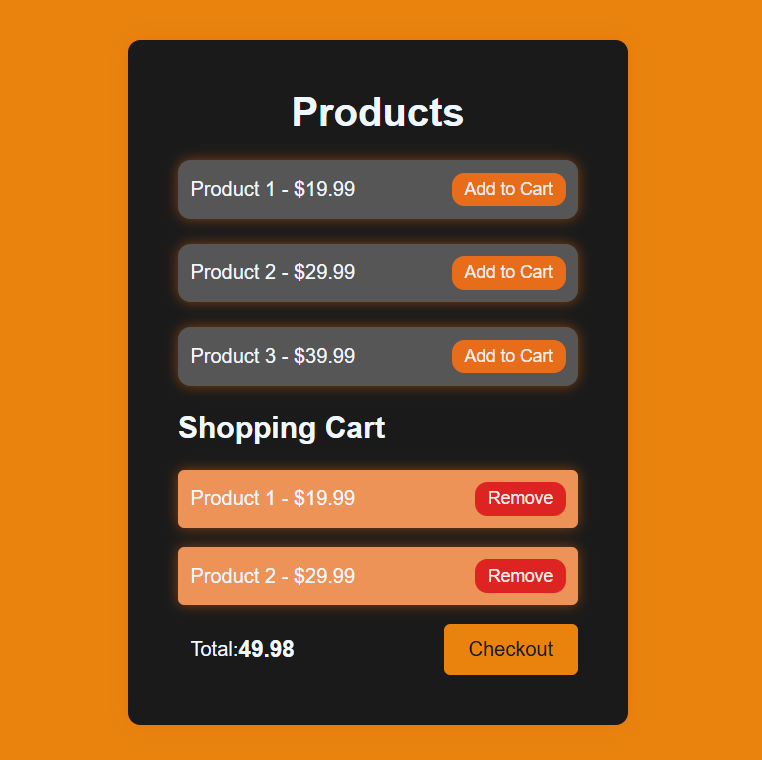 Products
Product 1 - $19.99 Add to Cart
Product 2 - $29.99 Add to Cart
Product 3 - $39.99 Add to Cart
Shopping Cart
Product 1 - $19.99 Remove
Product 2 - $29.99 Remove
Total:49.98 Checkout